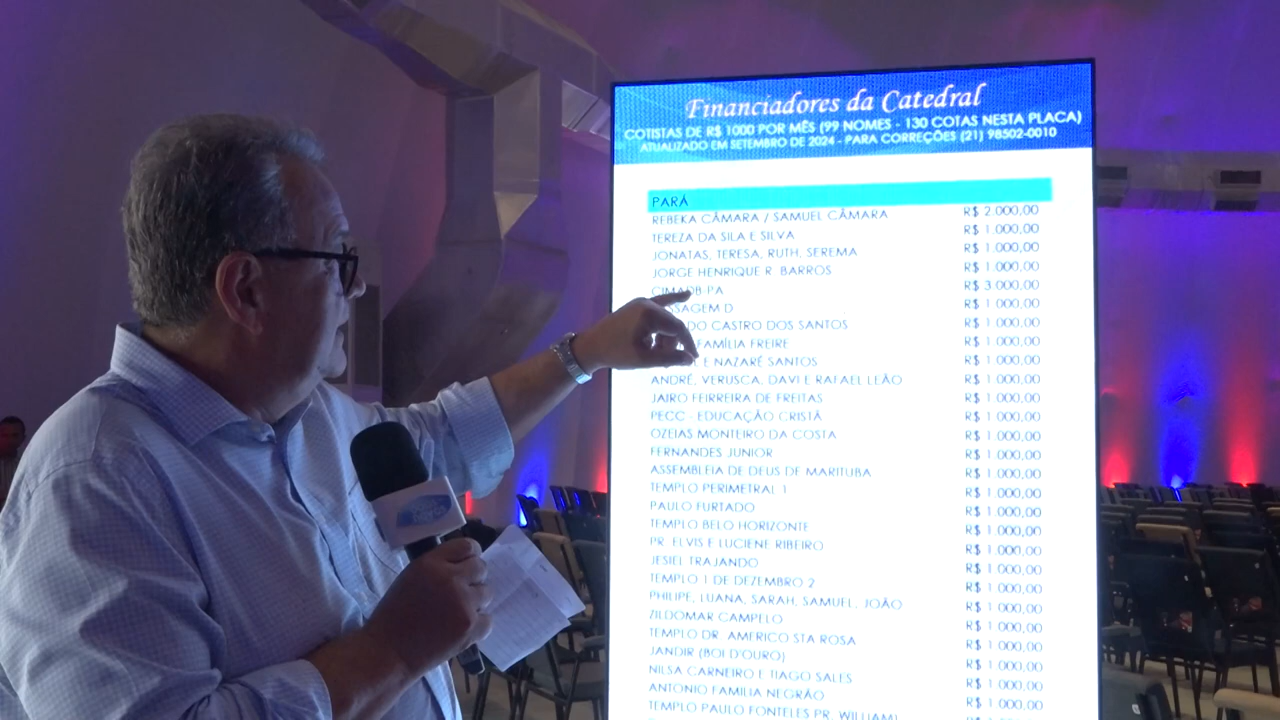 Financiadores da Catedral
COTISTAS DE R$ 1000 POR MÊS (99 NOMES - 130 COTAS NESTA PLACA)
ATUALIZADO EM SETEMBRO DE 2024 - PARA CORREÇÕES (21) 98502-0010
PARÁ
REBEKA CÂMARA / SAMUEL CÂMARA R$ 2.000,00
TEREZA DA SILA E SILVA R$ 1.000,00
JONATAS, TERESA, RUTH, SEREMA R$ 1.000,00
JORGE HENRIQUE R. BARROS R$ 1.000,00
CIMADB-PA R$ 3.000,00
SSAGEM D R$ 1.000,00
DO CASTRO DOS SANTOS R$ 1.000,00
FAMÍLIA FREIRE R$ 1.000,00
E NAZARÉ SANTOS R$ 1.000,00
ANDRÉ, VERUSCA, DAVI E RAFAEL LEÃO R$ 1.000,00
JAIRO FEIRREIRA DE FREITAS R$ 1.000,00
PECC - EDUCAÇÃO CRISTÃ R$ 1.000,00
OZEIAS MONTEIRO DA COSTA R$ 1.000,00
FERNANDES JUNIOR R$ 1.000,00
ASSEMBLEIA DE DEUS DE MARITUBA R$ 1.000,00
TEMPLO PERIMETRAL 1 R$ 1.000,00
PAULO FURTADO R$ 1.000,00
TEMPLO BELO HORIZONTE R$ 1.000,00
PR. ELVIS E LUCIENE RIBEIRO R$ 1.000,00
JESIEL TRAJANDO R$ 1.000,00
TEMPLO 1 DE DEZEMBRO 2 R$ 1.000,00
PHILIPE, LUANA, SARAH, SAMUEL, JOÃO R$ 1.000,00
ZILDOMAR CAMPELO R$ 1.000,00
TEMPLO DR. AMERICO STA ROSA R$ 1.000,00
JANDIR (BOI D'OURO) R$ 1.000,00
NILSA CARNEIRO E TIAGO SALES R$ 1.000,00
ANTONIO FAMILIA NEGRÃO R$ 1.000,00
TEMPLO PAULO FONTELES PR. WILLIAM R$ 1.000,00